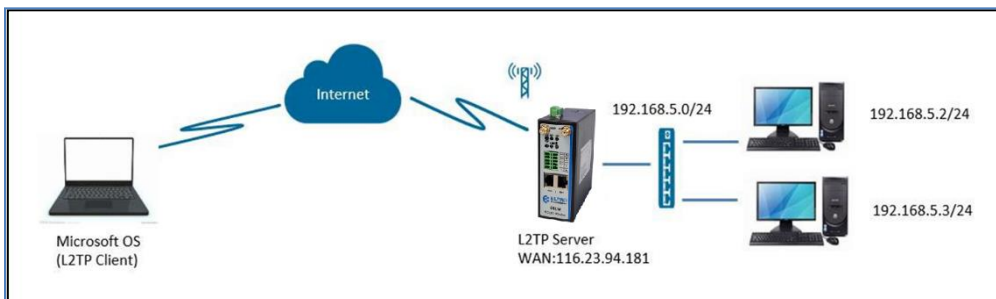 Internet
192.168.5.0/24
192.168.5.2/24
192.168.5.3/24
Microsoft OS
(L2TP Client)
L2TP Server
WAN:116.23.94.181